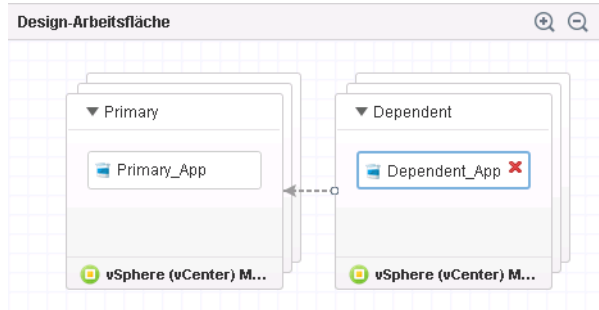 Design-Arbeitsfläche
Primary
Dependent
Primary_App
Dependent_App
vSphere (vCenter) M...
vSphere (vCenter) M...